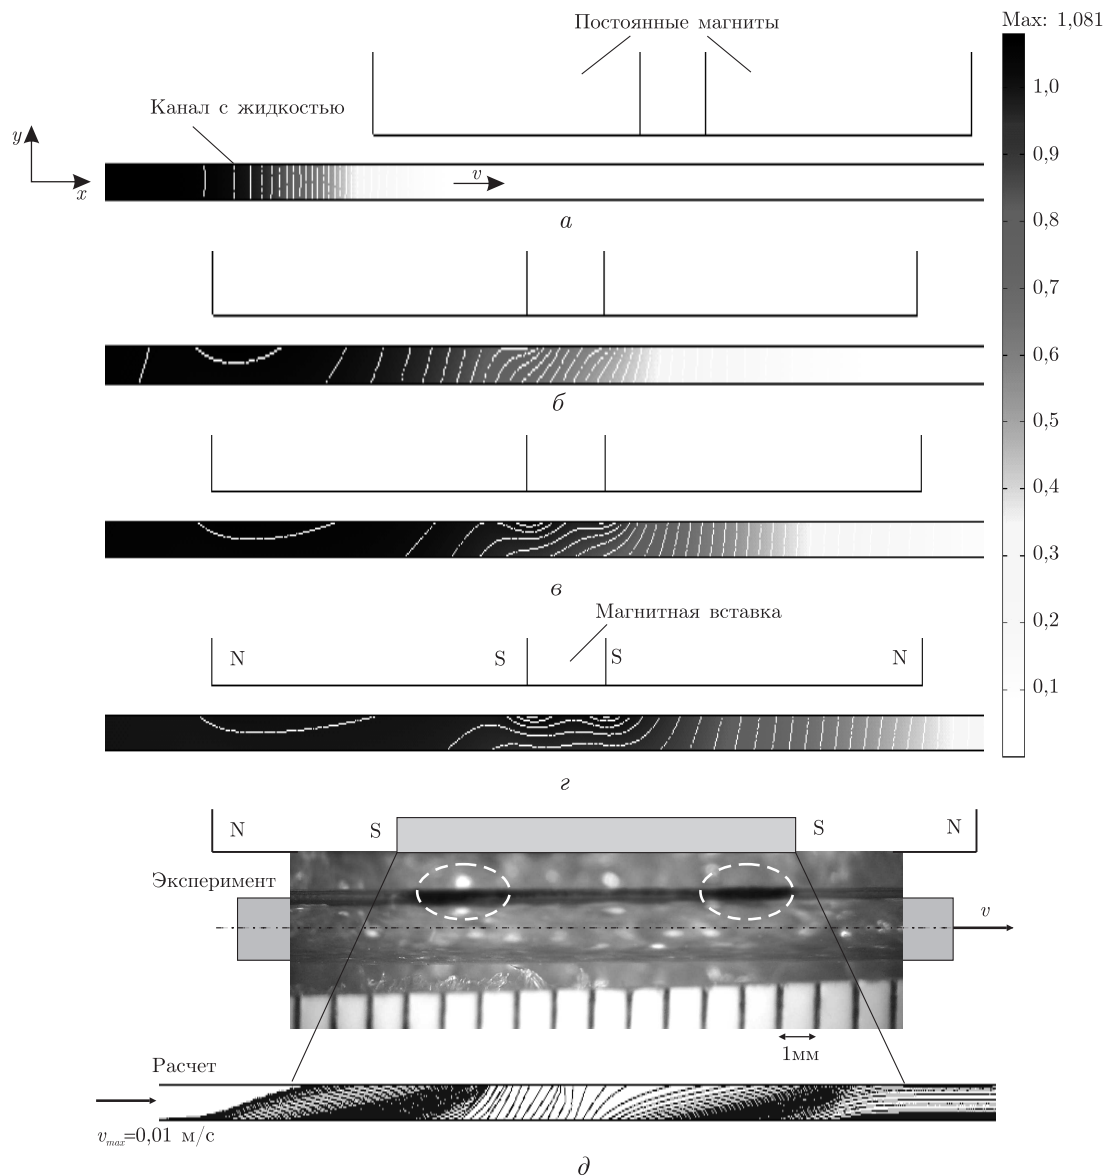 Постоянные магниты
Max: 1,081
Канал с жидкостью
1,0
y
0,9
v
x
0,8
а
0,7
0,6
б
0,5
0,4
0,3
в
Магнитная вставка
0,2
N S S N
0,1
г
N S S N
Эксперимент
v
1мм
Расчет
vmax=0,01 м/с
д